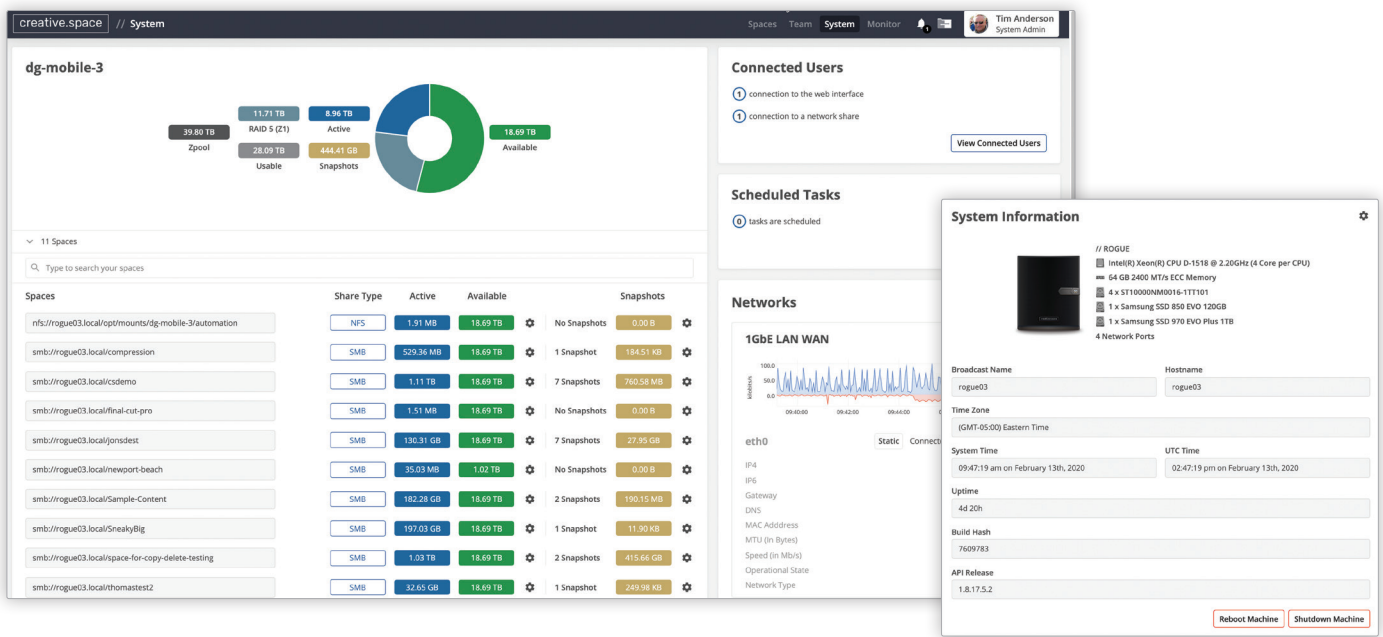 creative.space // System
Spaces Team System Monitor 1 Tim Anderson
System Admin
dg-mobile-3
11.71 TB 8.96 TB
RAID 5 (Z1) Active
39.80 TB 18.69 TB
Zpool Available
28.09 TB 444.41 GB
Usable Snapshots
11 Spaces
Type to search your spaces
Spaces Share Type Active Available Snapshots
nfs://rogue03.local/opt/mounts/dg-mobile-3/automation NFS 1.91 MB 18.69 TB No Snapshots 0.00 B
smb://rogue03.local/compression SMB 529.36 MB 18.69 TB 1 Snapshot 184.51 KB
smb://rogue03.local/csdemo SMB 1.11 TB 18.69 TB 7 Snapshots 760.58 MB
smb://rogue03.local/final-cut-pro SMB 1.51 MB 18.69 TB No Snapshots 0.00 B
smb://rogue03.local/jonsdest SMB 130.31 GB 18.69 TB 7 Snapshots 27.95 GB
smb://rogue03.local/newport-beach SMB 35.03 MB 1.02 TB No Snapshots 0.00 B
smb://rogue03.local/Sample-Content SMB 182.28 GB 18.69 TB 2 Snapshots 190.15 MB
smb://rogue03.local/SneakyBig SMB 197.03 GB 18.69 TB 1 Snapshot 11.90 KB
smb://rogue03.local/space-for-copy-delete-testing SMB 1.03 TB 18.69 TB 2 Snapshots 415.66 GB
smb://rogue03.local/thomastest2 SMB 32.65 GB 18.69 TB 1 Snapshot 249.98 KB
Connected Users
1 connection to the web interface
1 connection to a network share
View Connected Users
Scheduled Tasks
0 tasks are scheduled
Networks
1GbE LAN WAN
kilobits/s
100.0
50.0
0.0
09:40:00 09:42:00 09:44:00
eth0 Static
IP4
IP6
Gateway
DNS
MAC Adddress
MTU (in Bytes)
Speed (in Mb/s)
Operational State
Network Type
System Information
// ROGUE
Intel(R) Xeon(R) CPU D-1518 @ 2.20GHz (4 Core per CPU)
64 GB 2400 MT/s ECC Memory
4 x ST10000NM0016-1TT101
1 x Samsung SSD 850 EVO 120GB
1 x Samsung SSD 970 EVO Plus 1TB
4 Network Ports
Broadcast Name Hostname
rogue03 rogue03
Time Zone
(GMT-05:00) Eastern Time
System Time UTC Time
09:47:19 am on February 13th, 2020 02:47:19 pm on February 13th, 2020
Uptime
4d 20h
Build Hash
7609783
API Release
1.8.17.5.2
Reboot Machine Shutdown Machine